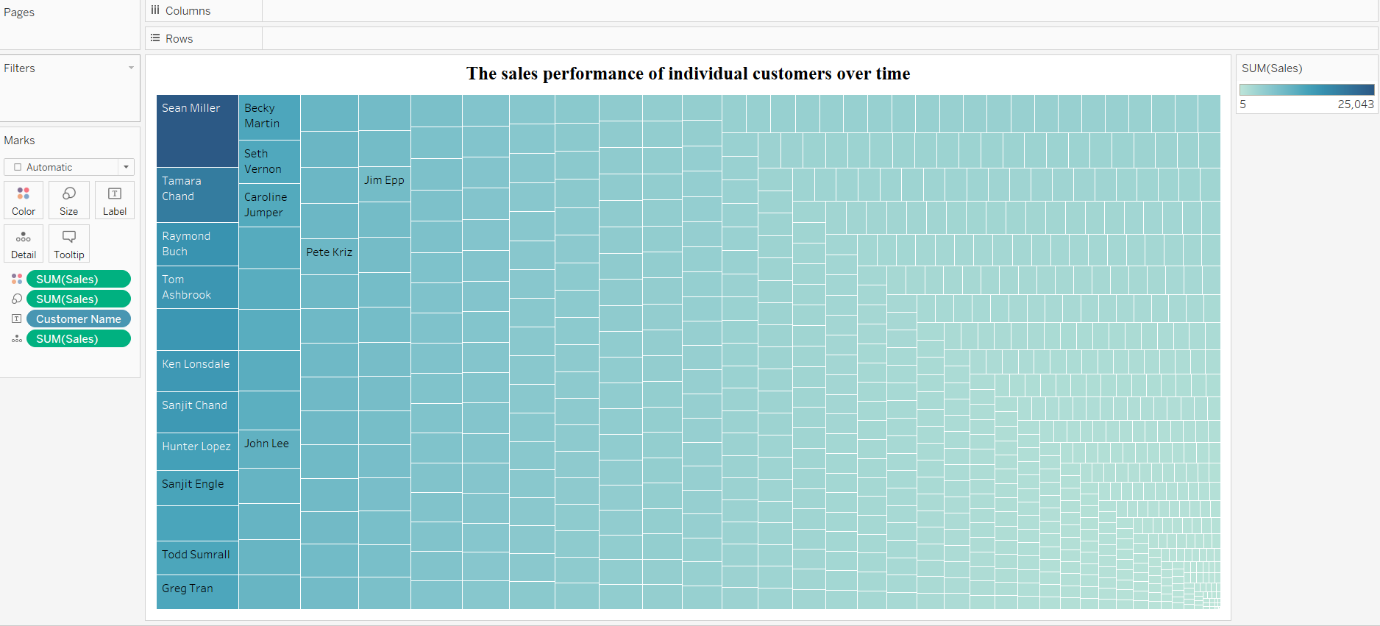 Pages
Columns
Rows
Filters
Marks
Automatic
Color
Size
Label
Detail
Tooltip
SUM(Sales)
SUM(Sales)
Customer Name
SUM(Sales)
The sales performance of individual customers over time
Sean Miller
Tamara
Chand
Raymond
Buch
Tom
Ashbrook
Ken Lonsdale
Sanjit Chand
Hunter Lopez
Sanjit Engle
Todd Sumrall
Greg Tran
Becky
Martin
Seth
Vernon
Caroline
Jumper
John Lee
Pete Kriz
Jim Epp
SUM(Sales)
5 25,043